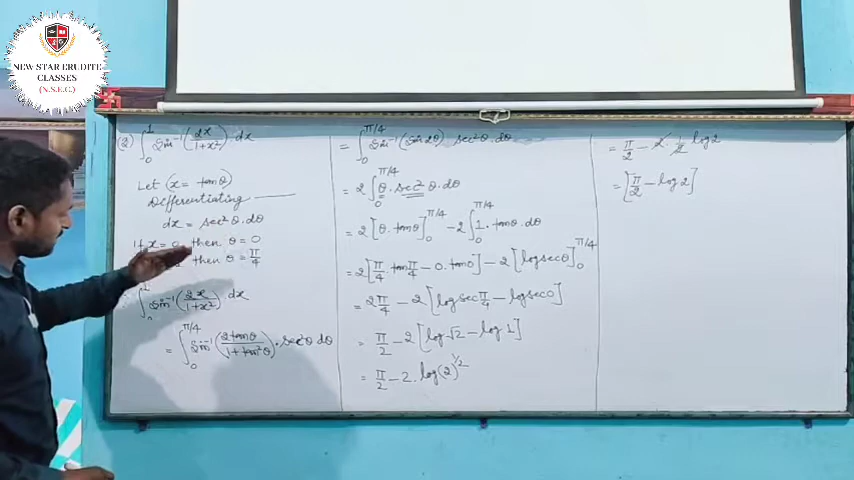 NEW STAR ERUDITE
CLASSES
(N.S.E.C.)
(2) ∫₀¹ Sin⁻¹(2x/1+x²) dx
Let (x = tanθ)
Differentiating
dx = sec²θ.dθ
If x = 0 then θ = 0
then θ = π/4
∫ Sin⁻¹(2x/1+x²) dx
= ∫₀^π/4 Sin⁻¹(2tanθ/1+tan²θ).sec²θ dθ
= ∫₀^π/4 Sin⁻¹(Sin2θ) sec²θ dθ
= 2∫₀^π/4 θ.sec²θ.dθ
= 2[θ.tanθ]₀^π/4 - 2∫₀^π/4 1.tanθ.dθ
= 2[π/4.tanπ/4 - 0.tan0] - 2[logsecθ]₀^π/4
= 2π/4 - 2[logsecπ/4 - logsec0]
= π/2 - 2[log√2 - log1]
= π/2 - 2.log(2)^1/2
= π/2 - 2.1/2 log2
= [π/2 - log2]